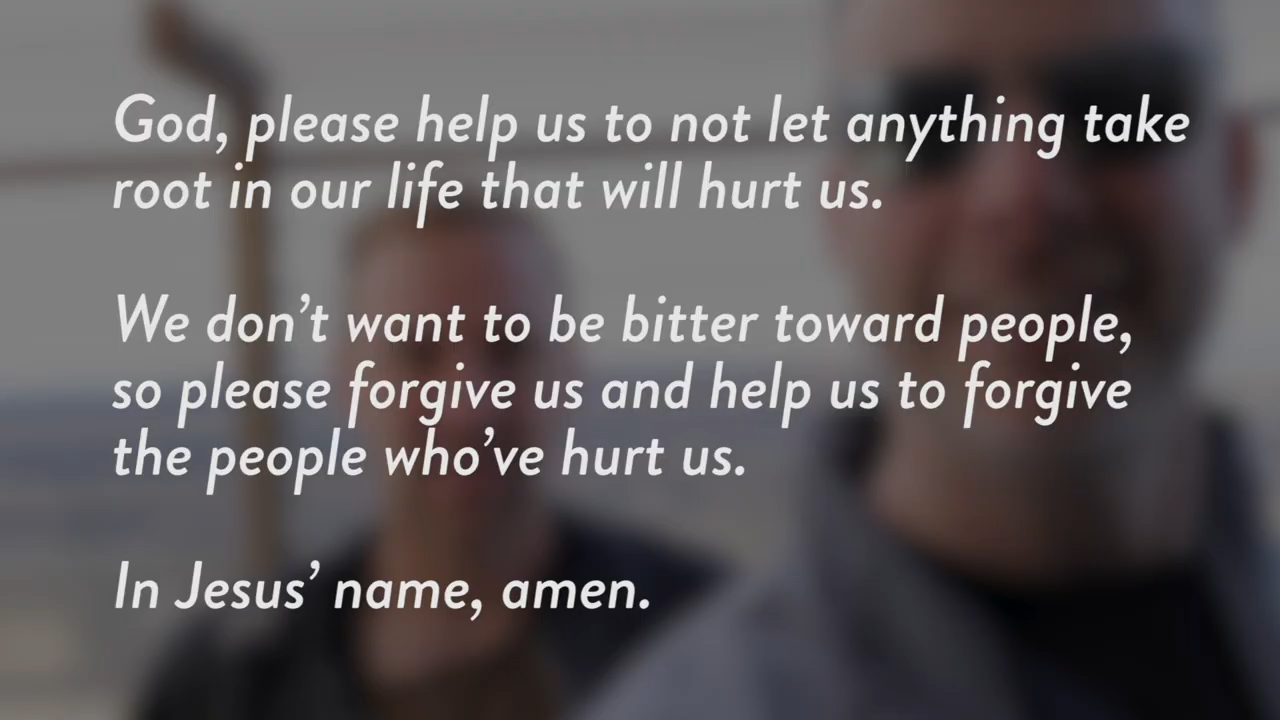 God, please help us to not let anything take
root in our life that will hurt us.
We don’t want to be bitter toward people,
so please forgive us and help us to forgive
the people who’ve hurt us.
In Jesus’ name, amen.